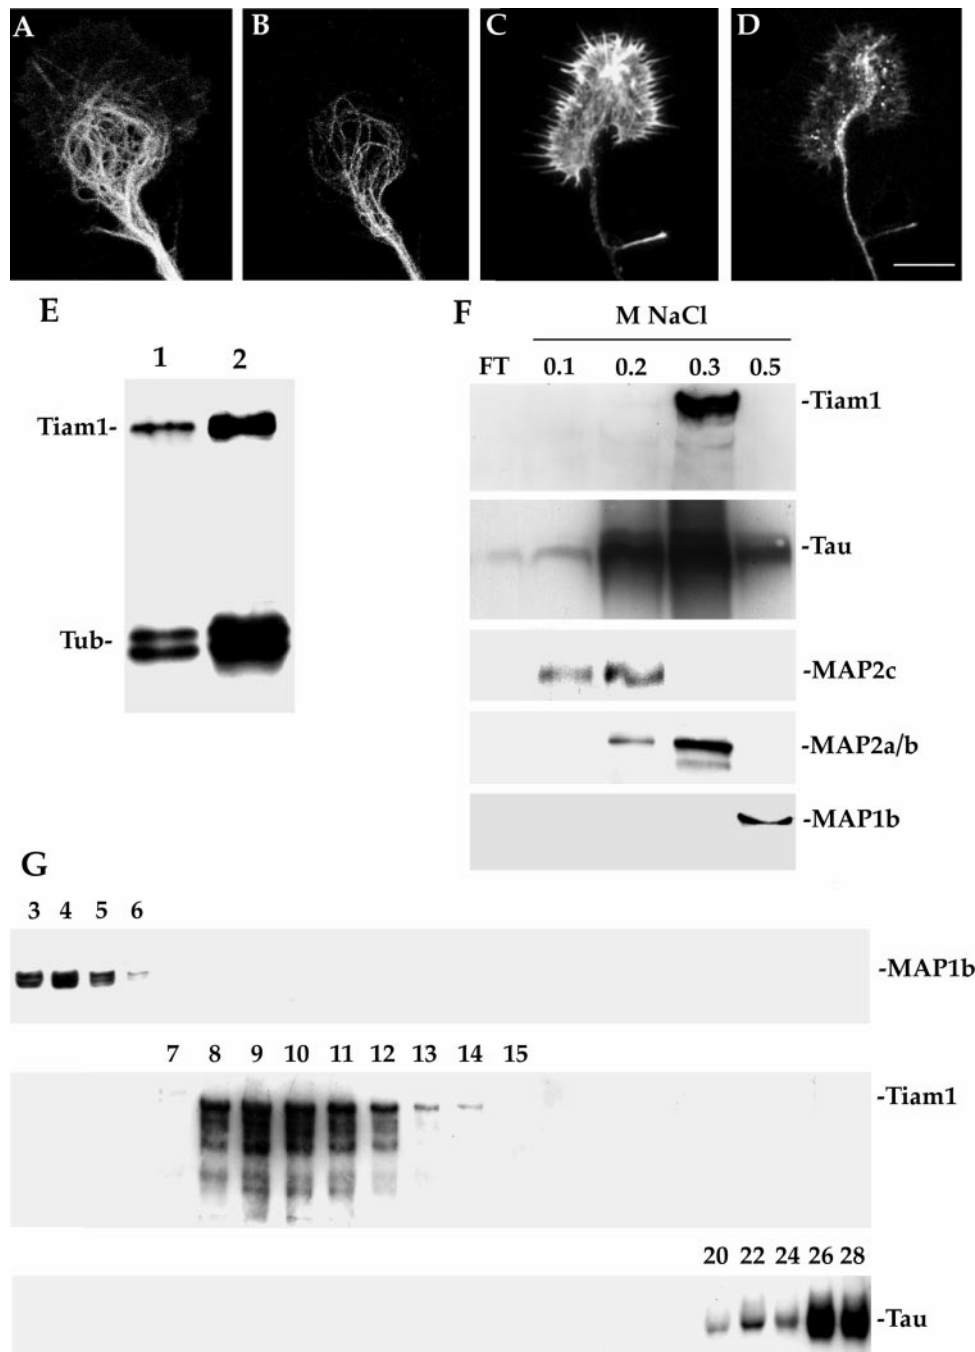 A B C D
E
1 2
Tiam1-
Tub-
F
M NaCl
FT 0.1 0.2 0.3 0.5
-Tiam1
-Tau
-MAP2c
-MAP2a/b
-MAP1b
G
3 4 5 6
-MAP1b
7 8 9 10 11 12 13 14 15
-Tiam1
20 22 24 26 28
-Tau